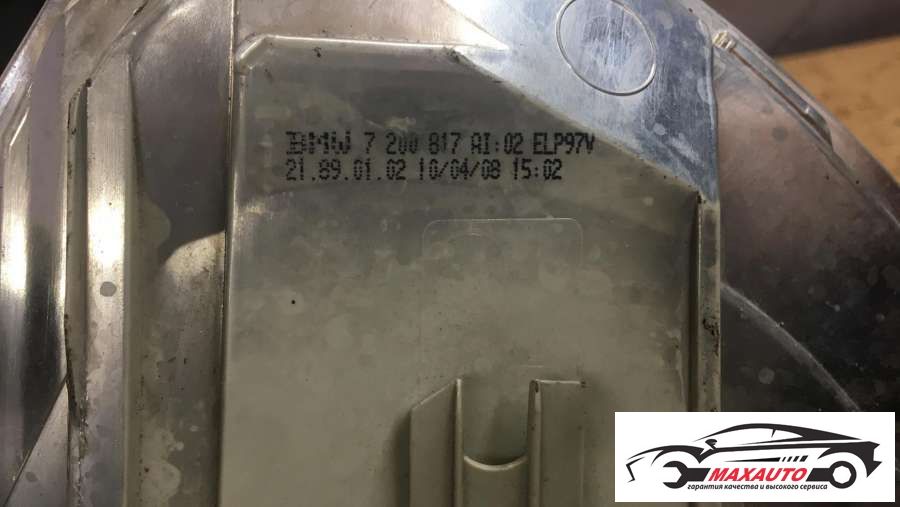 BMW 7 200 817 AI:02 ELP97V
21.89.01.02 10/04/08 15:02
MAXAUTO
гарантия качества и высокого сервиса